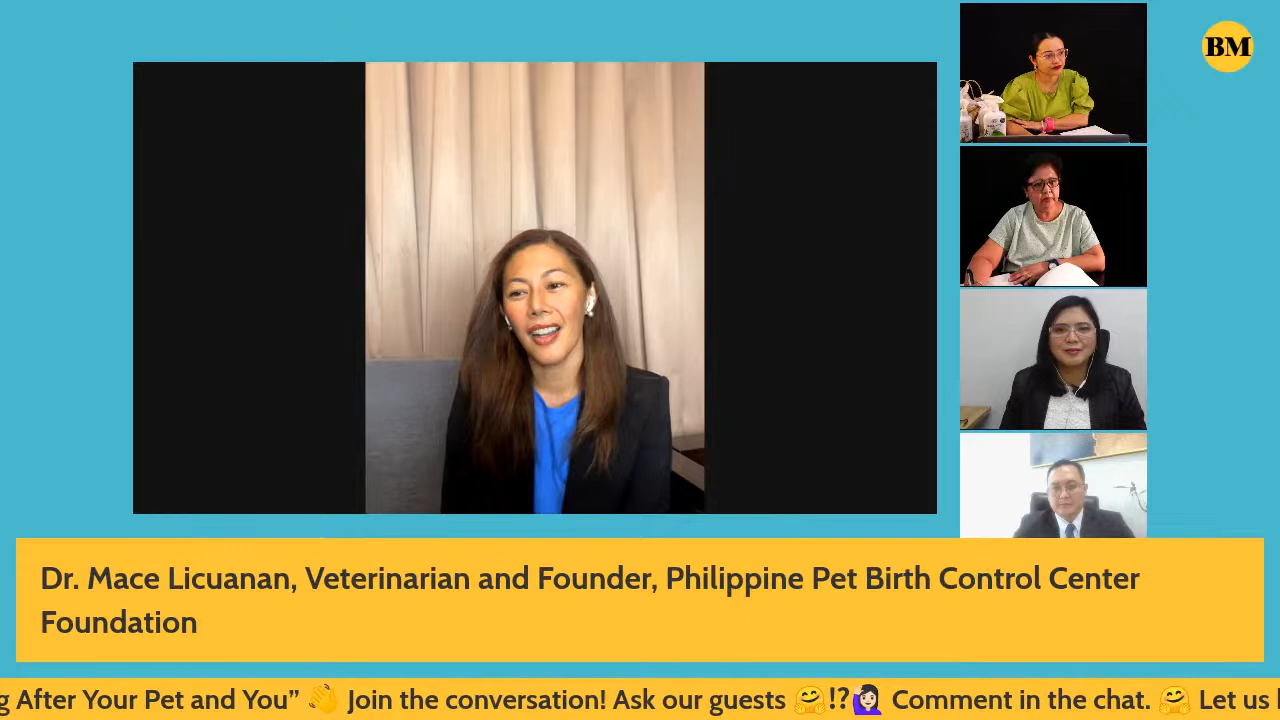 BM
Dr. Mace Licuanan, Veterinarian and Founder, Philippine Pet Birth Control Center
Foundation
g After Your Pet and You” 👋 Join the conversation! Ask our guests 🤗⁉🙋🏻‍♀️ Comment in the chat. 🤗 Let us